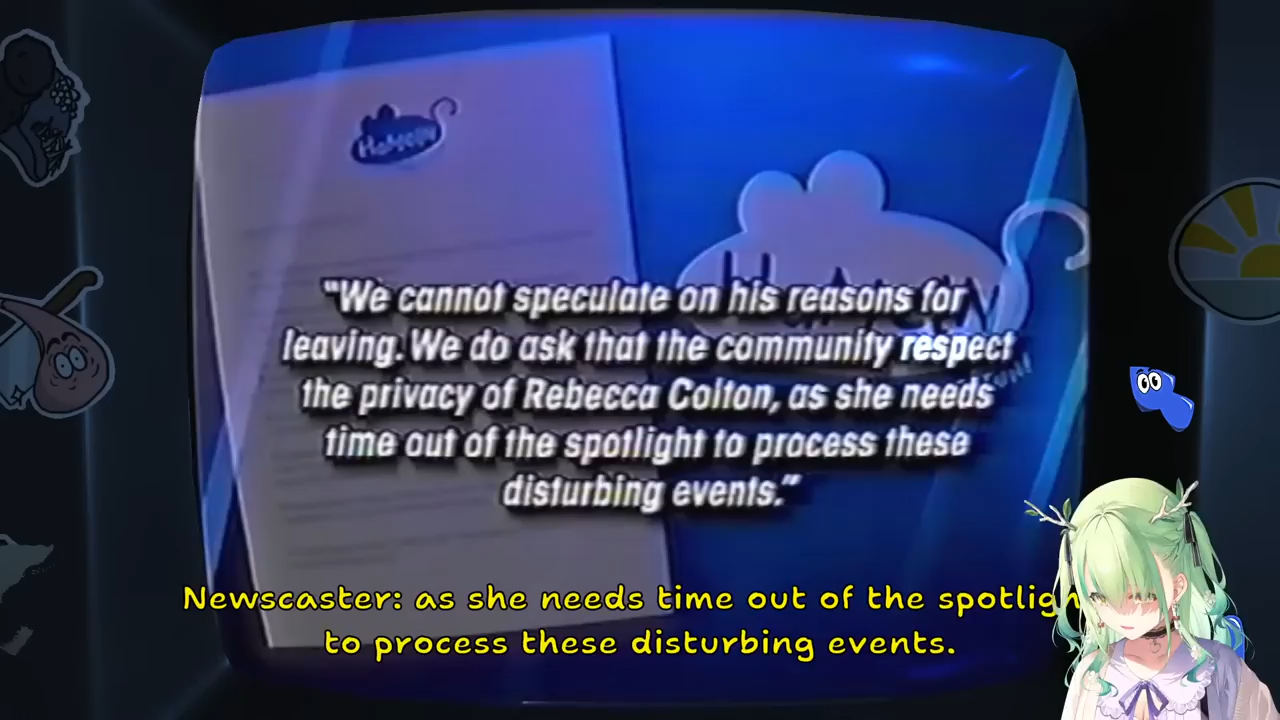 "We cannot speculate on his reasons for
leaving. We do ask that the community respect
the privacy of Rebecca Colton, as she needs
time out of the spotlight to process these
disturbing events."
Newscaster: as she needs time out of the spotligh
to process these disturbing events.